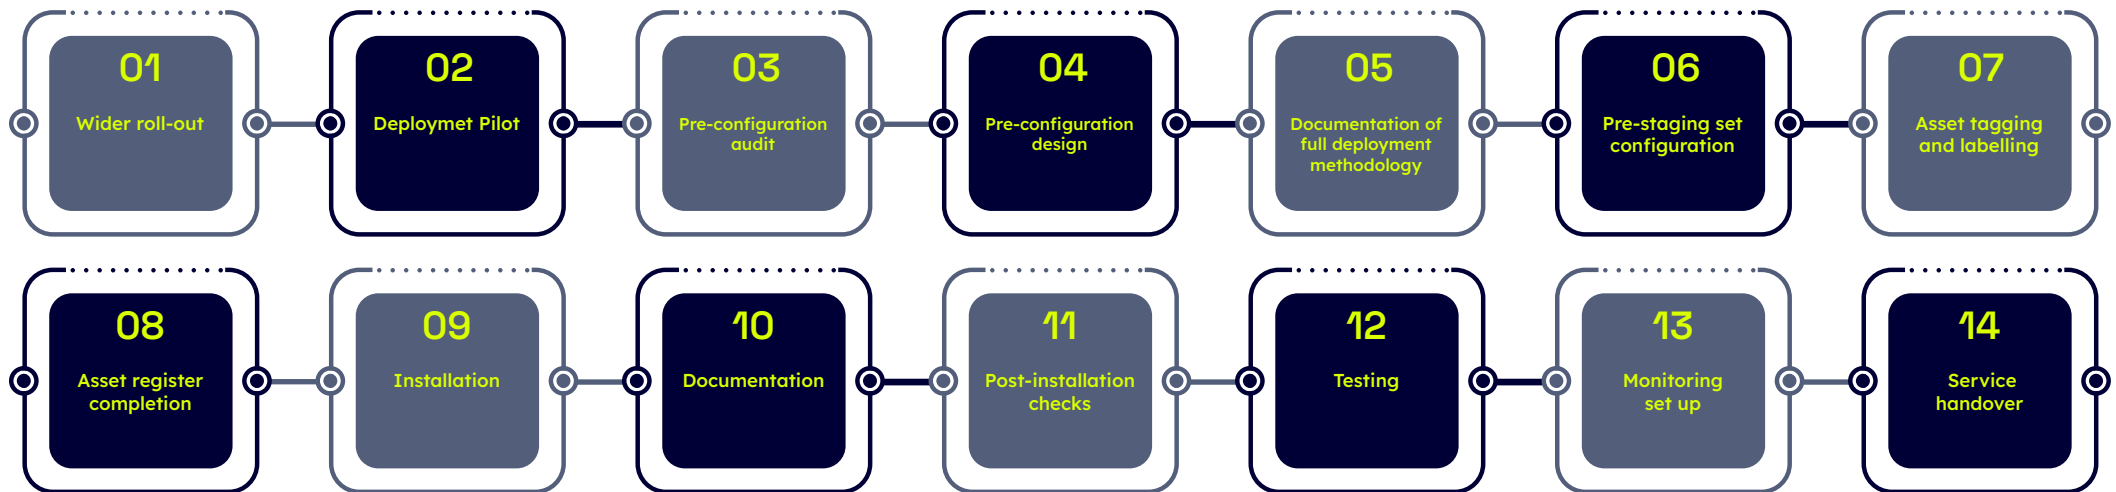 01
Wider roll-out
02
Deploymet Pilot
03
Pre-configuration
audit
04
Pre-configuration
design
05
Documentation of
full deployment
methodology
06
Pre-staging set
configuration
07
Asset tagging
and labelling
08
Asset register
completion
09
Installation
10
Documentation
11
Post-installation
checks
12
Testing
13
Monitoring
set up
14
Service
handover